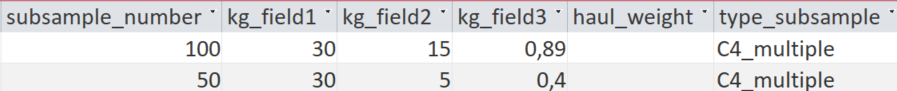 subsample_number kg_field1 kg_field2 kg_field3 haul_weight type_subsample
100 30 15 0,89 C4_multiple
50 30 5 0,4 C4_multiple